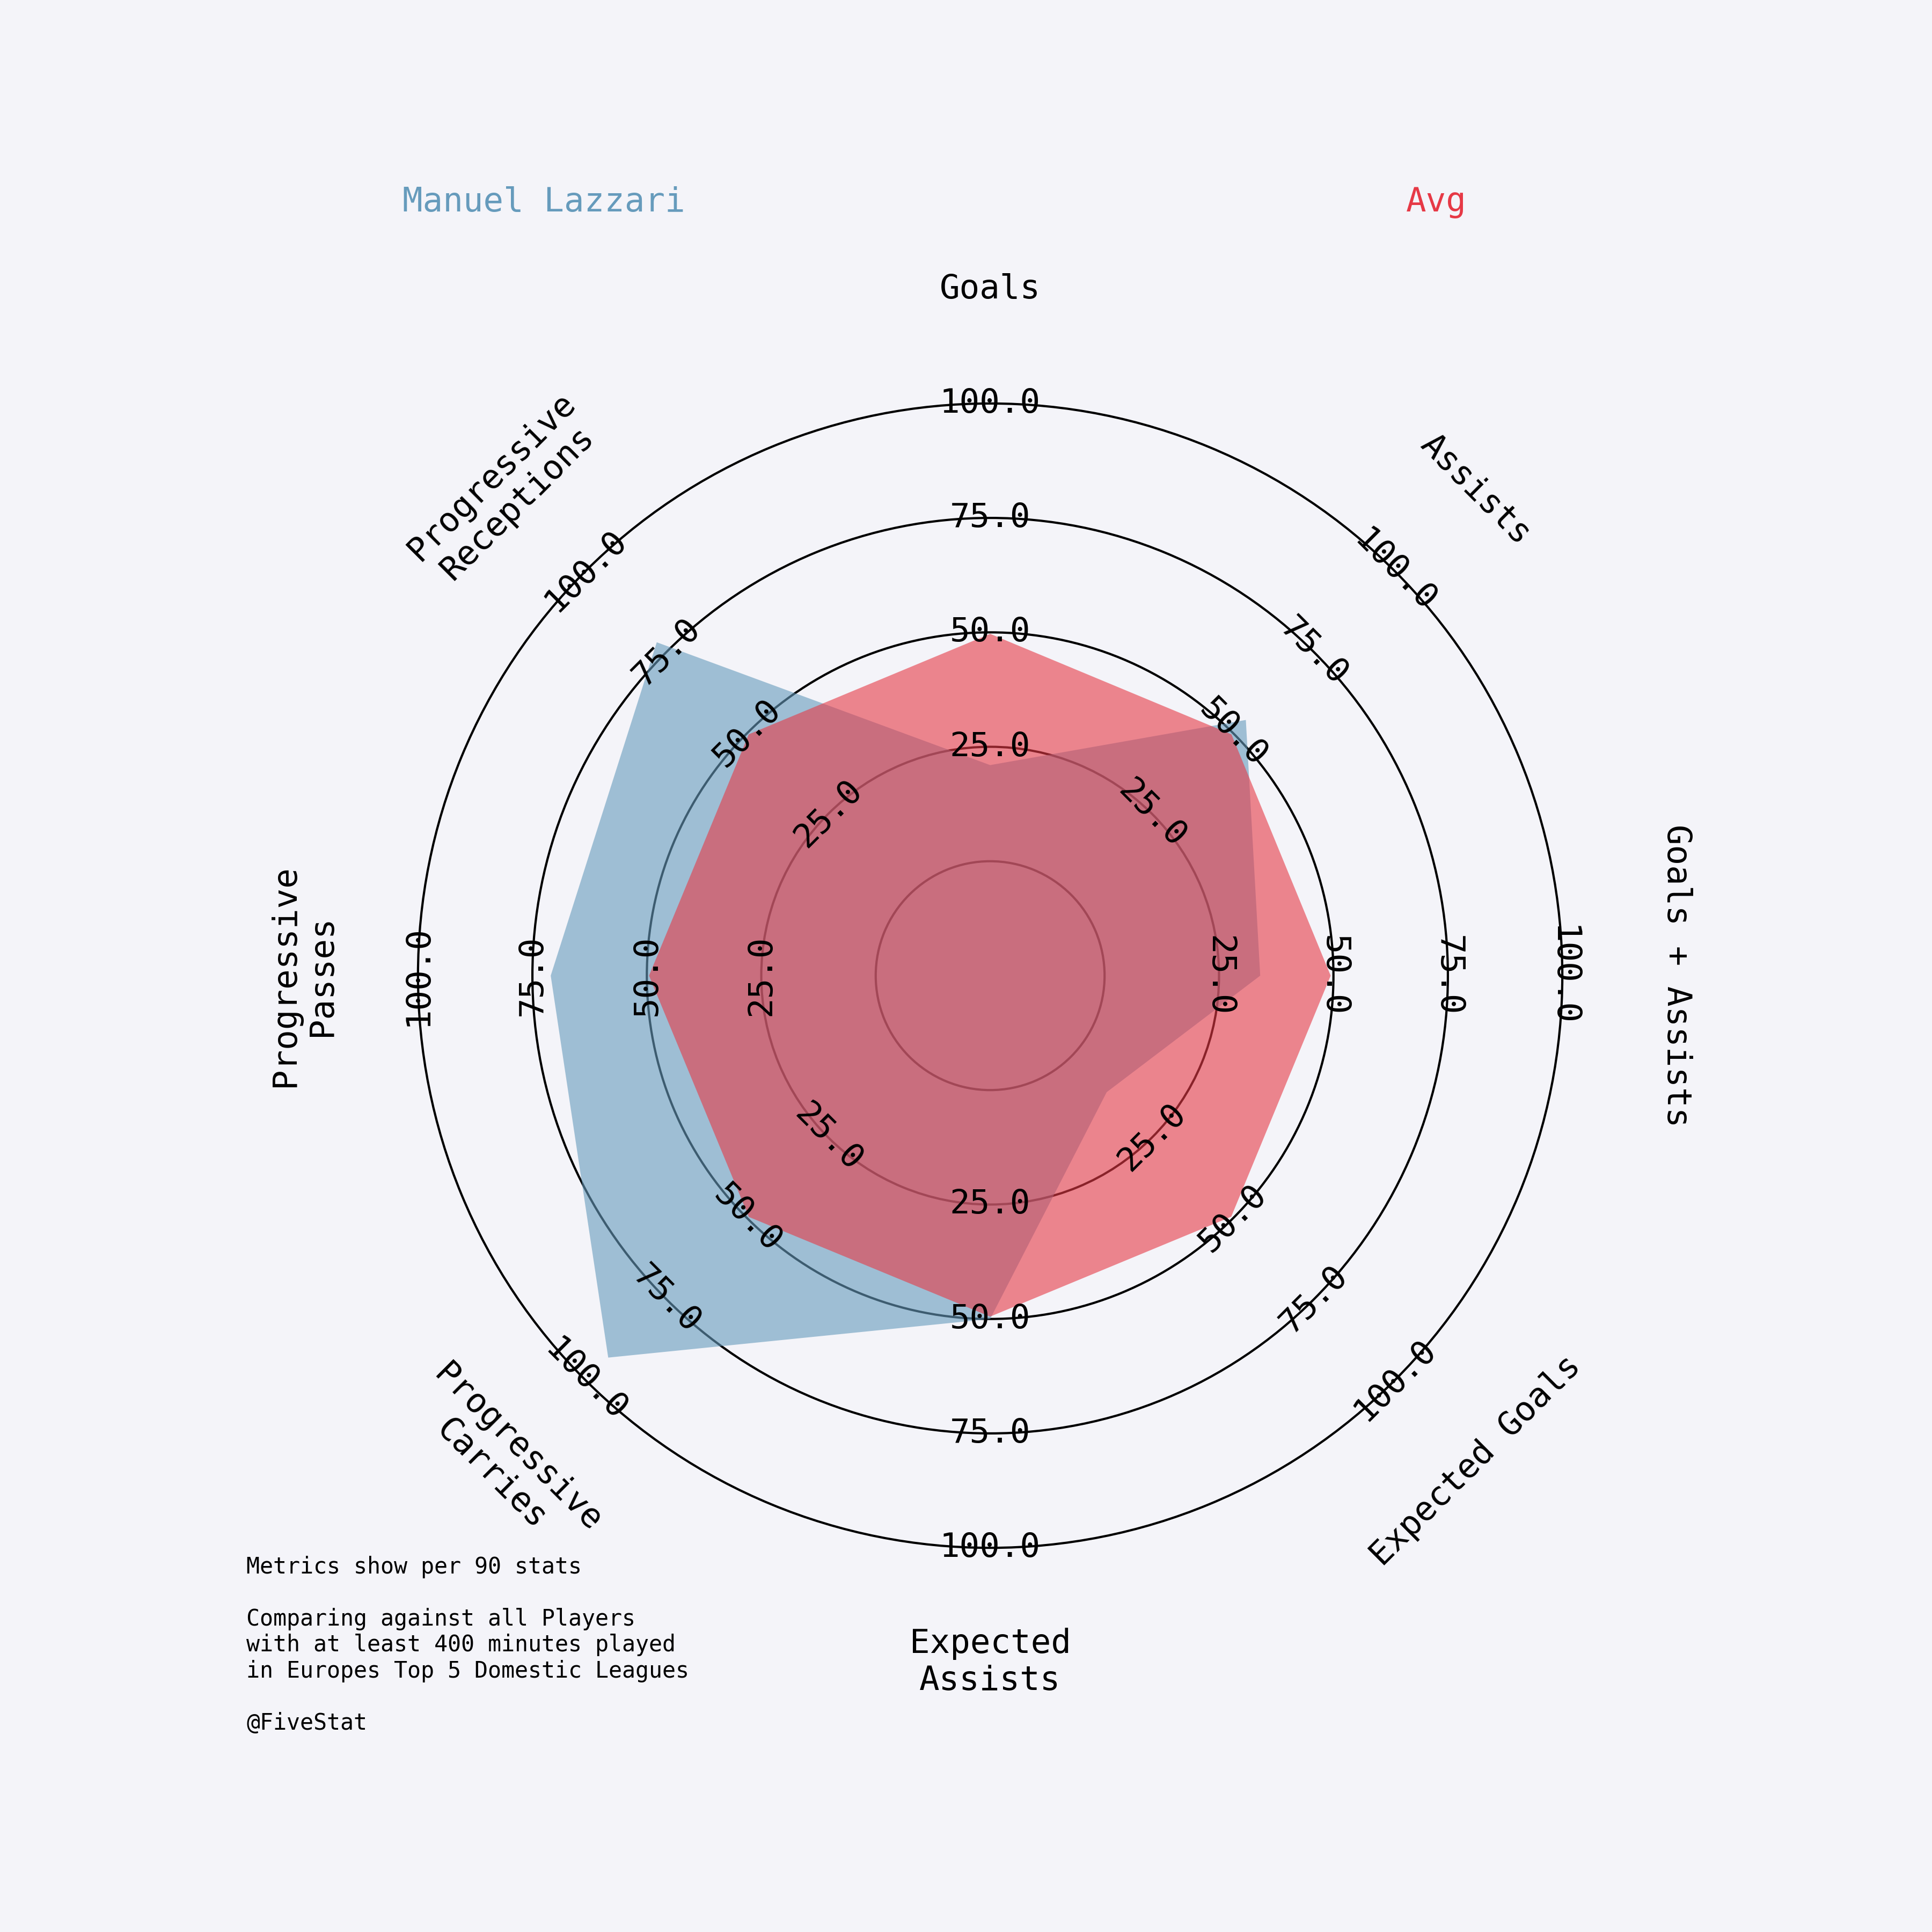 Manuel Lazzari
Avg
Goals
Assists
Goals + Assists
Expected Goals
Expected
Assists
Progressive
Carries
Progressive
Passes
Progressive
Receptions
25.0
50.0
75.0
100.0
25.0
50.0
75.0
100.0
25.0
50.0
75.0
100.0
25.0
50.0
75.0
100.0
25.0
50.0
75.0
100.0
25.0
50.0
75.0
100.0
25.0
50.0
75.0
100.0
25.0
50.0
75.0
100.0
Metrics show per 90 stats
Comparing against all Players
with at least 400 minutes played
in Europes Top 5 Domestic Leagues
@FiveStat